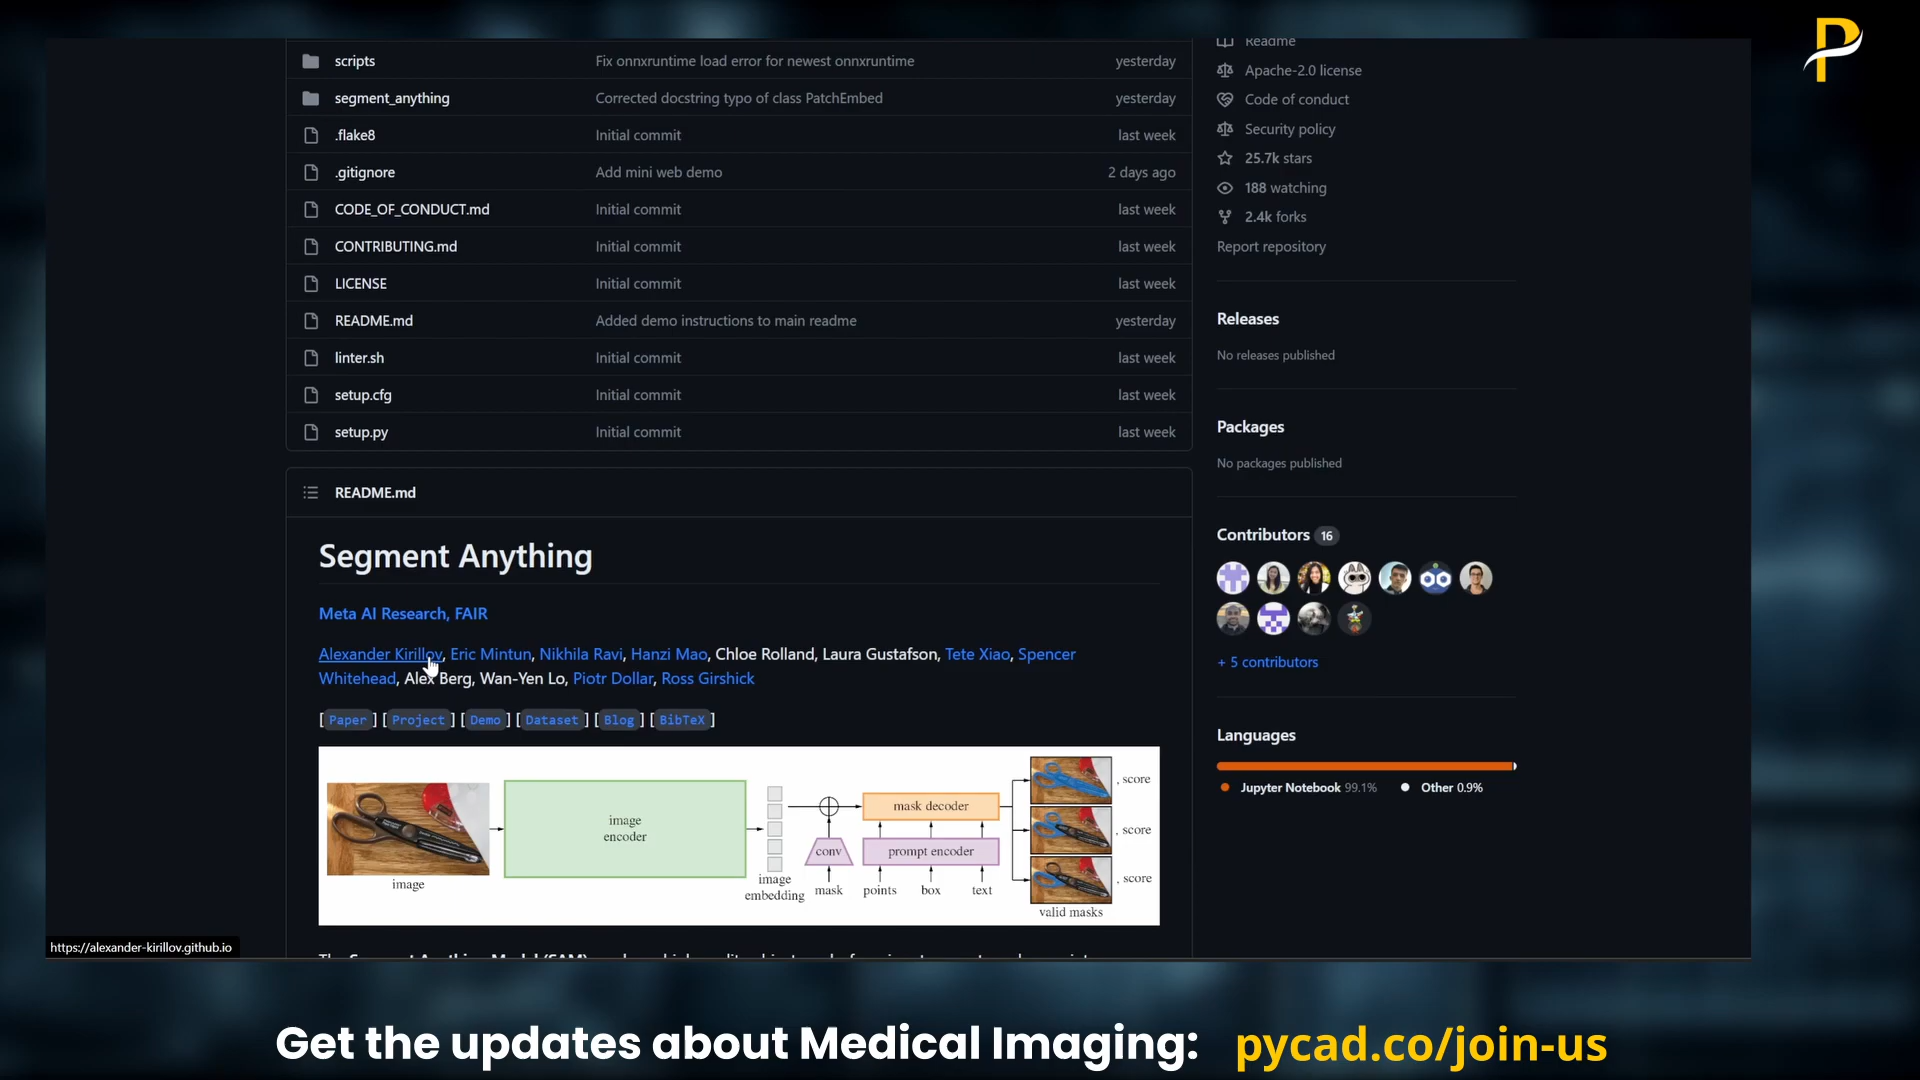 scripts Fix onnxruntime load error for newest onnxruntime yesterday
segment_anything Corrected docstring typo of class PatchEmbed yesterday
.flake8 Initial commit last week
.gitignore Add mini web demo 2 days ago
CODE_OF_CONDUCT.md Initial commit last week
CONTRIBUTING.md Initial commit last week
LICENSE Initial commit last week
README.md Added demo instructions to main readme yesterday
linter.sh Initial commit last week
setup.cfg Initial commit last week
setup.py Initial commit last week
README.md
Segment Anything
Meta AI Research, FAIR
Alexander Kirillov, Eric Mintun, Nikhila Ravi, Hanzi Mao, Chloe Rolland, Laura Gustafson, Tete Xiao, Spencer
Whitehead, Alex Berg, Wan-Yen Lo, Piotr Dollar, Ross Girshick
[Paper] [Project] [Demo] [Dataset] [Blog] [BibTeX]
image
image
encoder
image
embedding
conv
mask
mask decoder
prompt encoder
points box text
, score
, score
, score
valid masks
Readme
Apache-2.0 license
Code of conduct
Security policy
25.7k stars
188 watching
2.4k forks
Report repository
Releases
No releases published
Packages
No packages published
Contributors 16
+ 5 contributors
Languages
Jupyter Notebook 99.1% Other 0.9%
https://alexander-kirillov.github.io
P
Get the updates about Medical Imaging: pycad.co/join-us